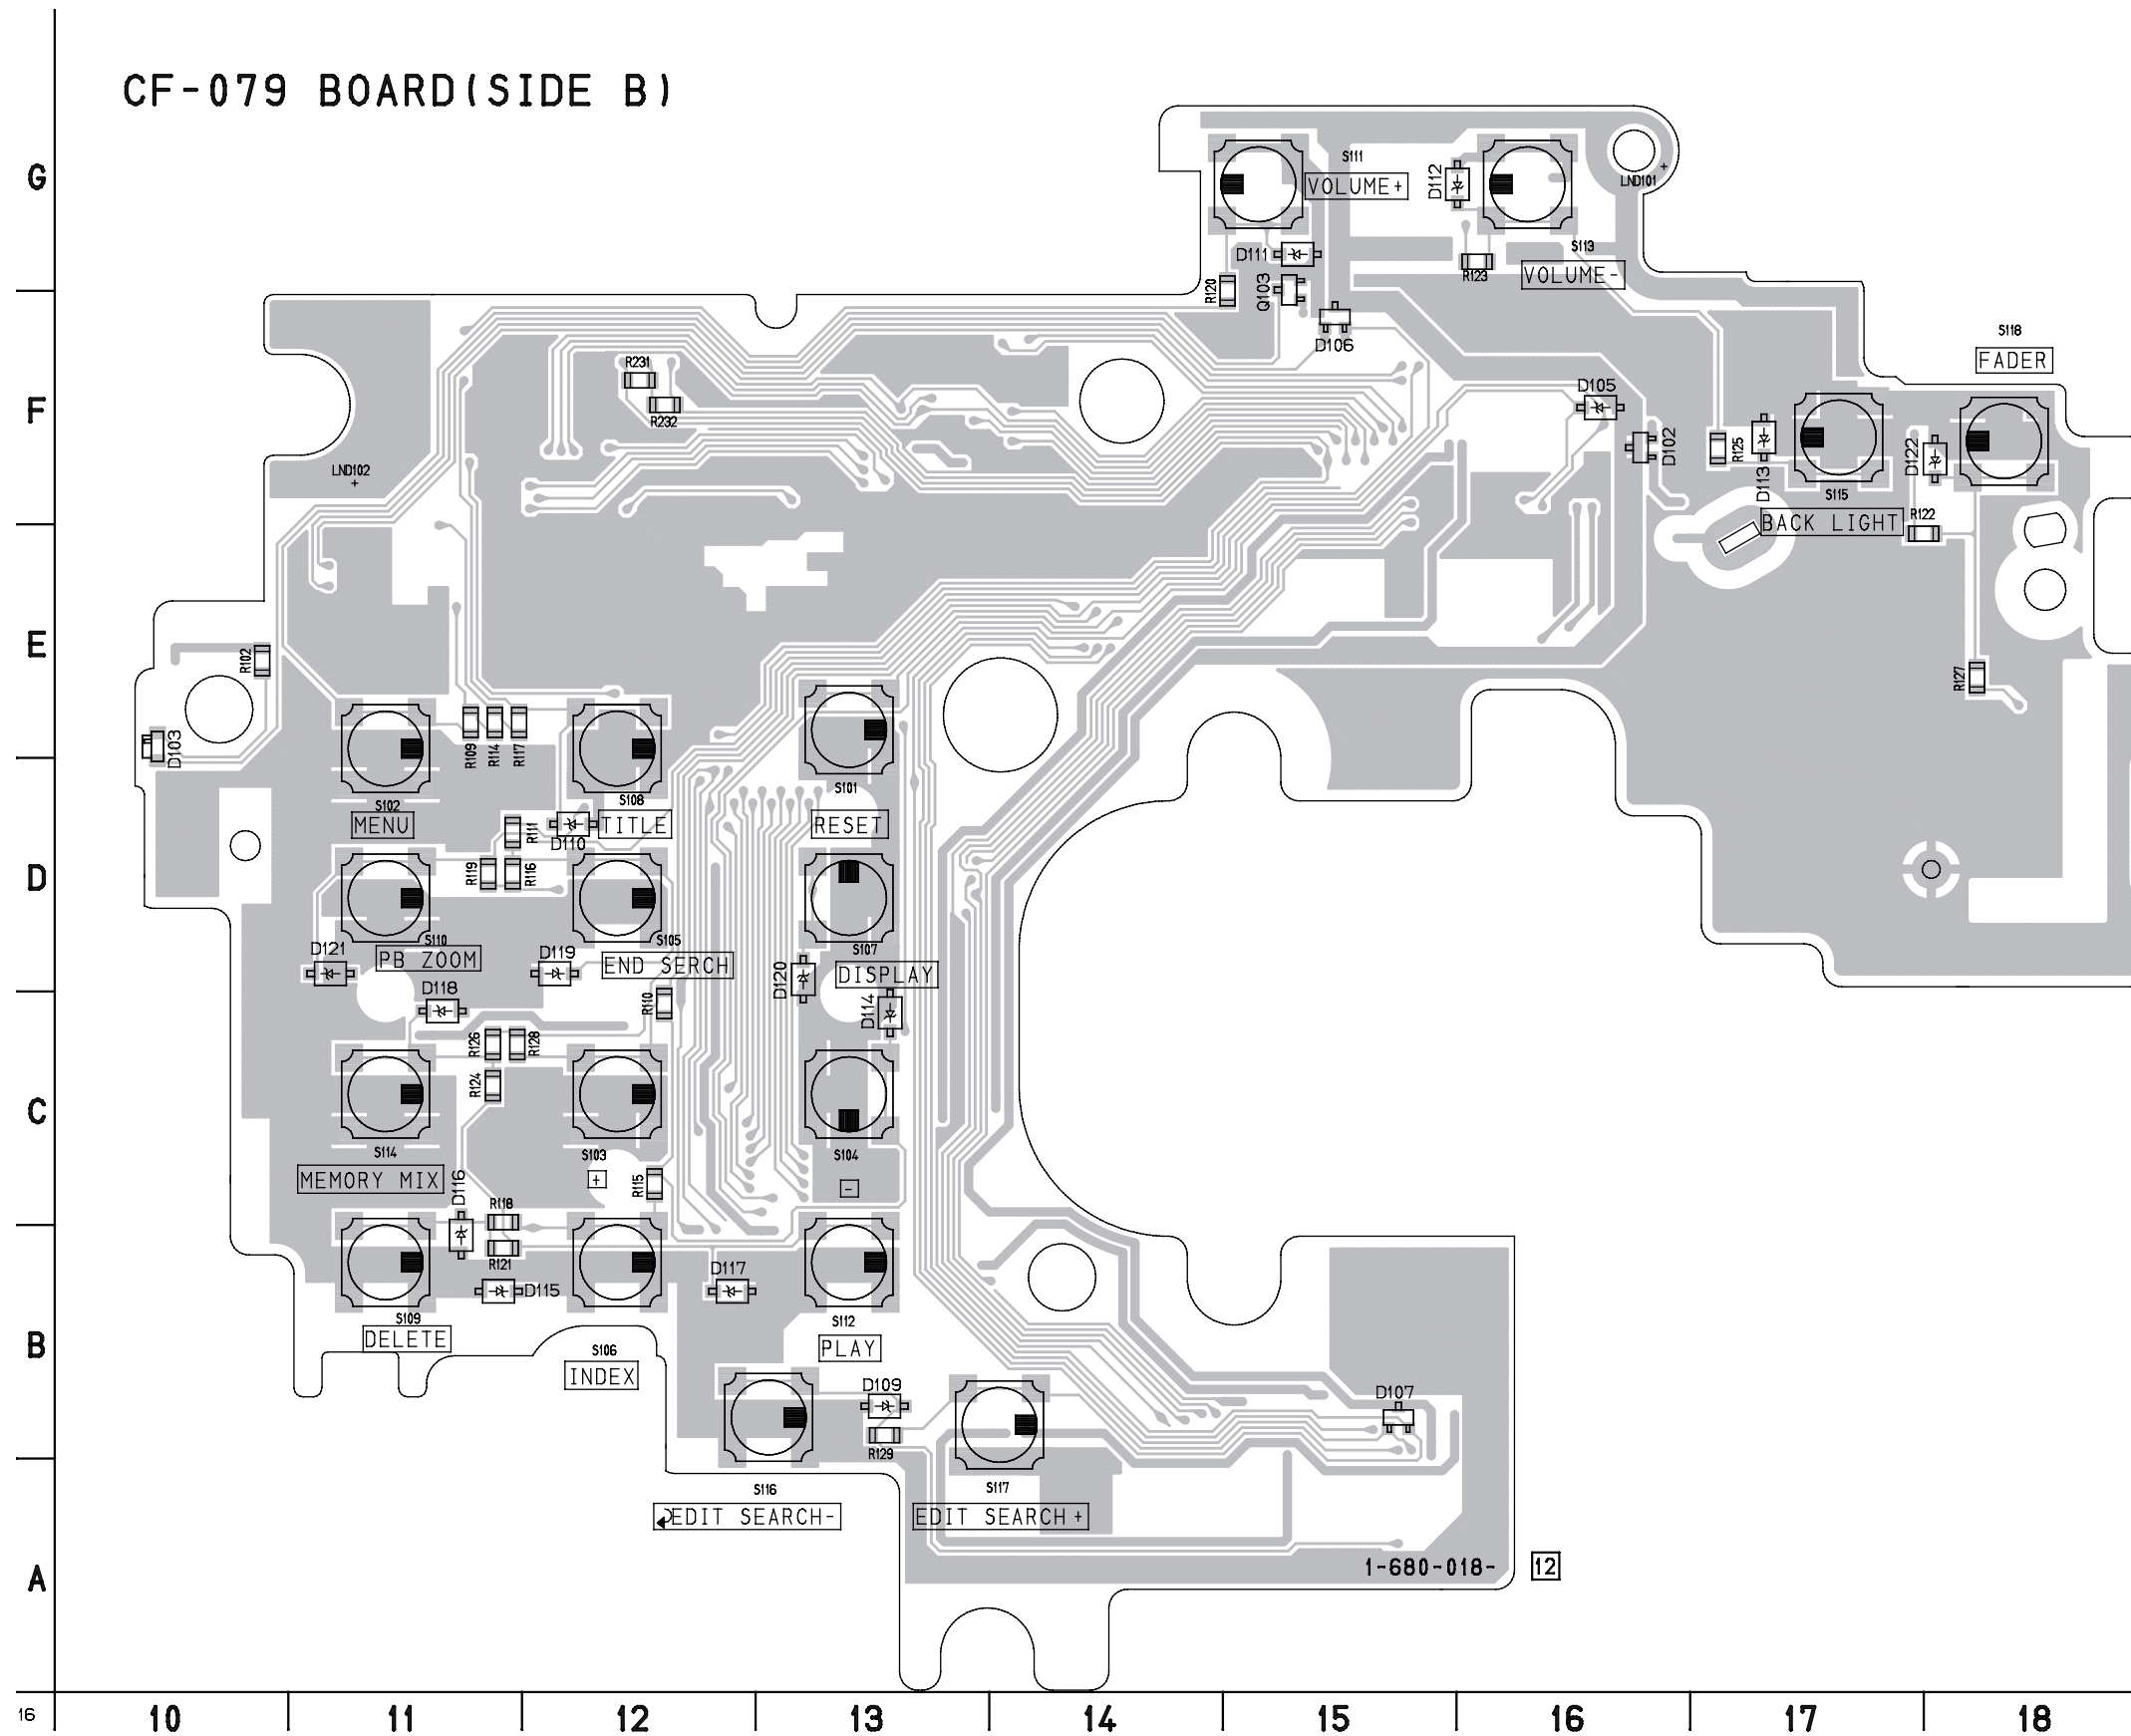 CF-079 BOARD(SIDE B)
G
S111
VOLUME+
D112
LND101
+
S113
VOLUME-
D111
R123
R120
Q103
D106
S118
FADER
F
R231
R232
D105
D102
R125
D113
S115
BACK LIGHT
D122
R122
LND102
+
E
R102
R127
D103
R109
R114
R117
S102
MENU
S108
TITLE
S101
RESET
R111
D110
D
R119
R116
D121
S110
PB ZOOM
D119
S105
END SERCH
D120
S107
DISPLAY
D118
R110
D114
R126
R128
R124
C
S114
MEMORY MIX
S103
+
S104
-
D116
R115
R118
R121
D115
D117
S109
DELETE
S112
PLAY
B
S106
INDEX
D109
D107
R129
S116
EDIT SEARCH-
S117
EDIT SEARCH+
A
1-680-018- 12
16 10 11 12 13 14 15 16 17 18